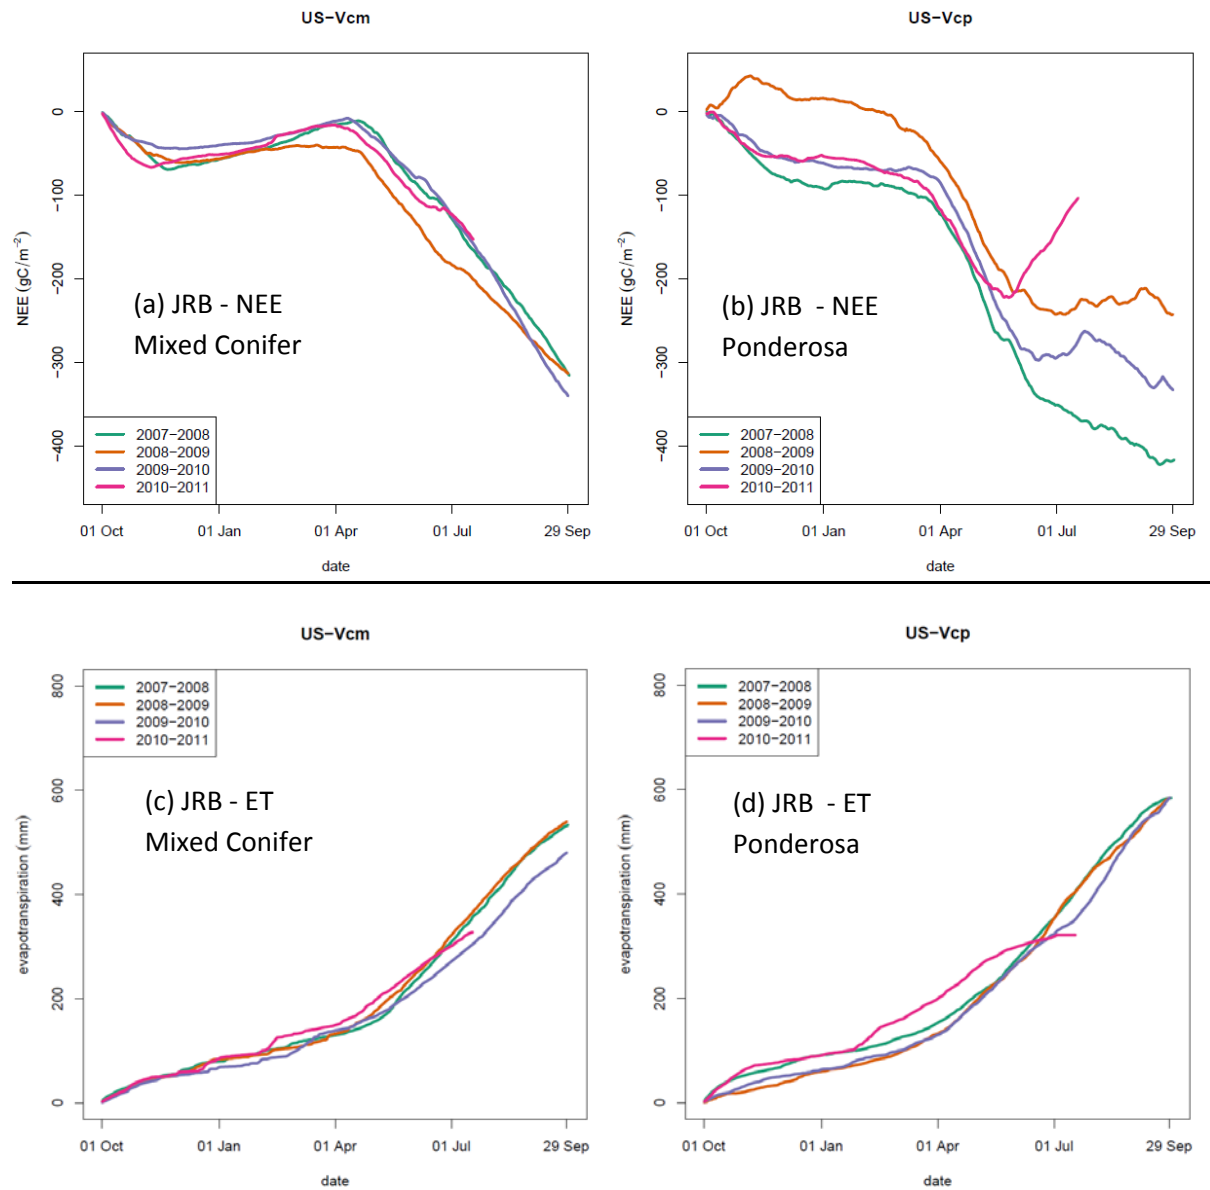 US-Vcm
NEE (gC/m⁻²)
0
-100
-200
-300
-400
(a) JRB - NEE
Mixed Conifer
2007-2008
2008-2009
2009-2010
2010-2011
01 Oct 01 Jan 01 Apr 01 Jul 29 Sep
date
US-Vcp
NEE (gC/m⁻²)
0
-100
-200
-300
-400
(b) JRB - NEE
Ponderosa
2007-2008
2008-2009
2009-2010
2010-2011
01 Oct 01 Jan 01 Apr 01 Jul 29 Sep
date
US-Vcm
evapotranspiration (mm)
800
600
400
200
0
2007-2008
2008-2009
2009-2010
2010-2011
(c) JRB - ET
Mixed Conifer
01 Oct 01 Jan 01 Apr 01 Jul 29 Sep
date
US-Vcp
evapotranspiration (mm)
800
600
400
200
0
2007-2008
2008-2009
2009-2010
2010-2011
(d) JRB - ET
Ponderosa
01 Oct 01 Jan 01 Apr 01 Jul 29 Sep
date